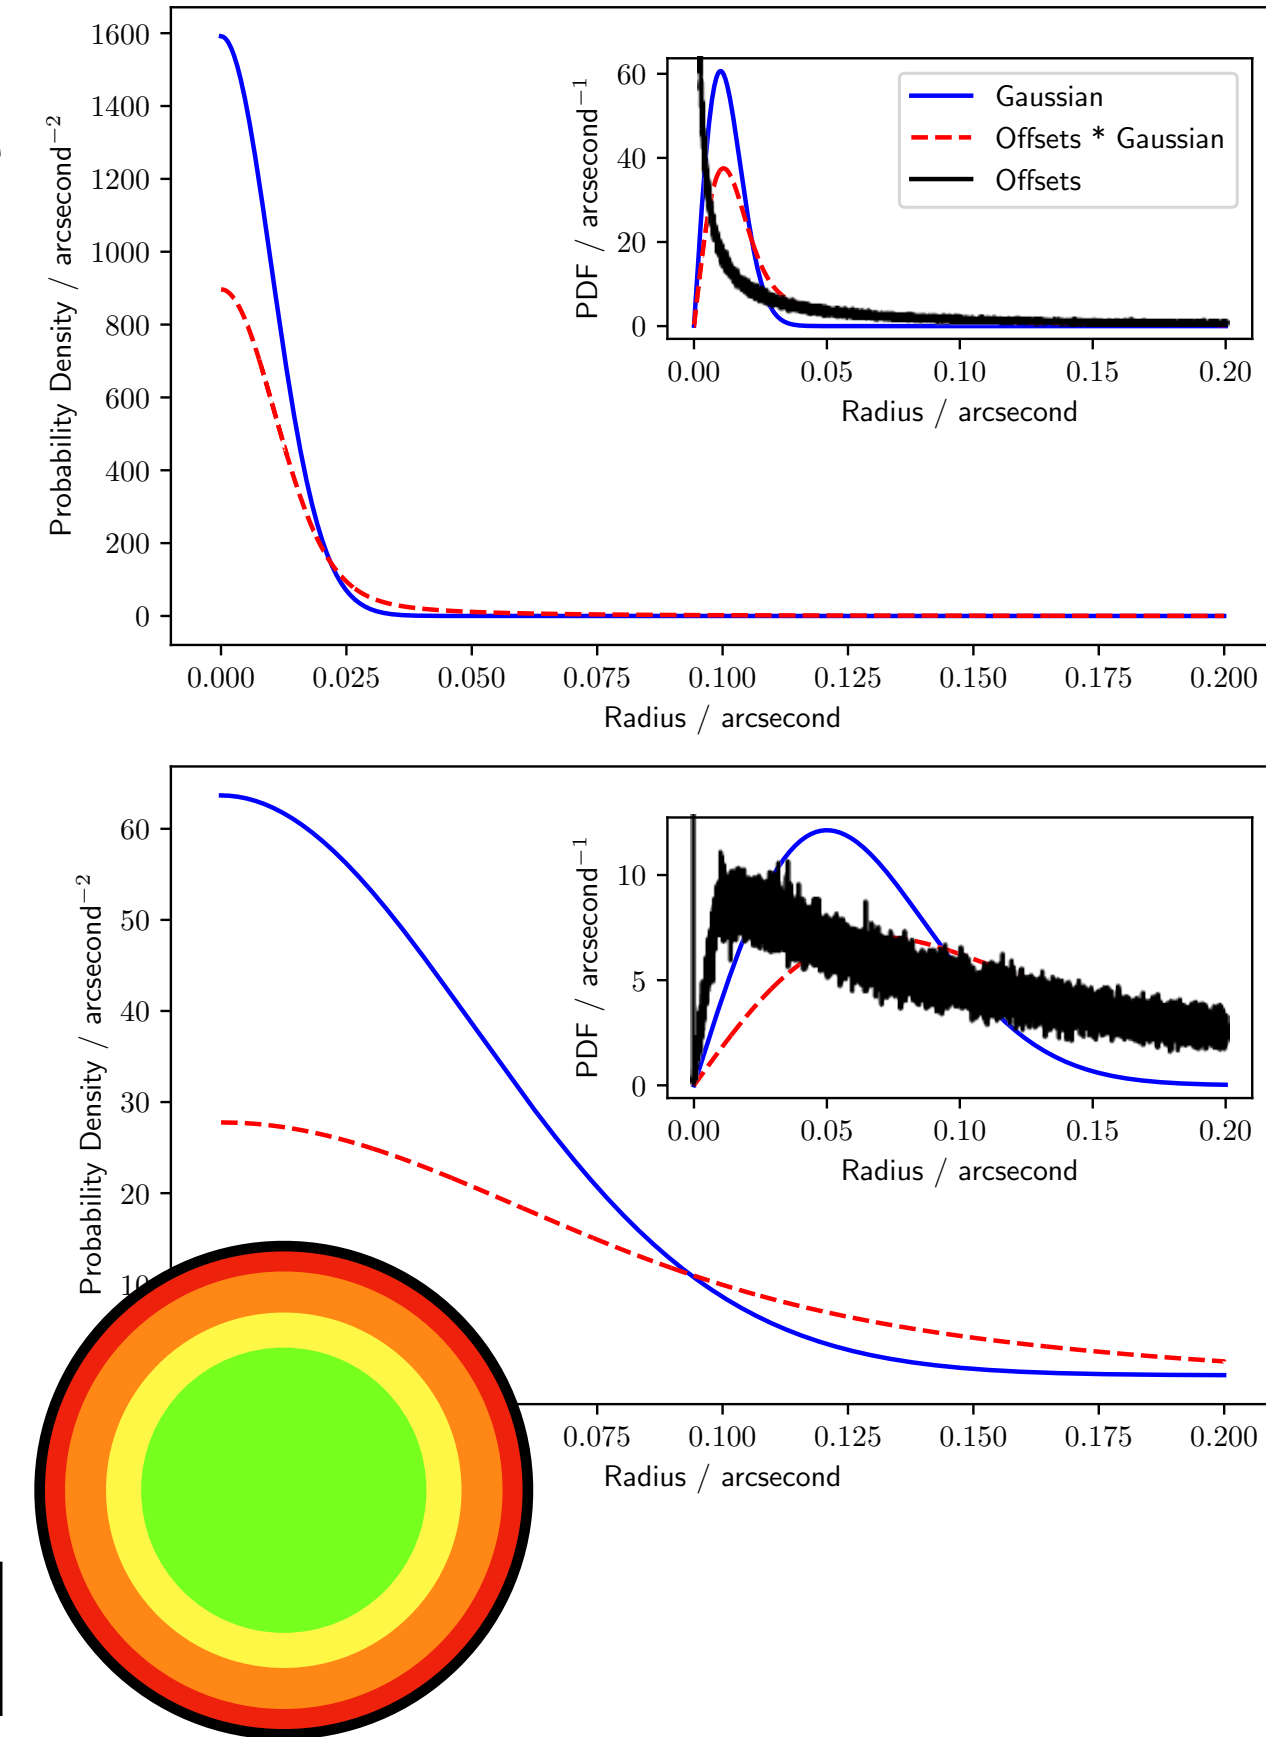 1600
1400
1200
1000
800
600
400
200
0
Probability Density / arcsecond⁻²
0.000 0.025 0.050 0.075 0.100 0.125 0.150 0.175 0.200
Radius / arcsecond
60
40
20
0
PDF / arcsecond⁻¹
Gaussian
Offsets * Gaussian
Offsets
0.00 0.05 0.10 0.15 0.20
Radius / arcsecond
60
50
40
30
20
10
Probability Density / arcsecond⁻²
0.075 0.100 0.125 0.150 0.175 0.200
Radius / arcsecond
10
5
0
PDF / arcsecond⁻¹
0.00 0.05 0.10 0.15 0.20
Radius / arcsecond